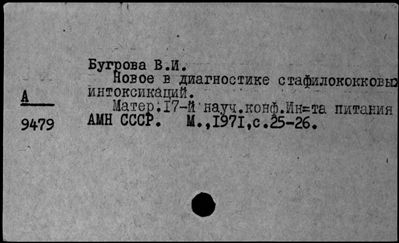 Бугрова В.И.
Новое в диагностике стафилококковых
интоксикаций.
Матер.17-й науч.конф.Ин=та питания
АМН СССР. М.,1971,с.25-26.
А
9479